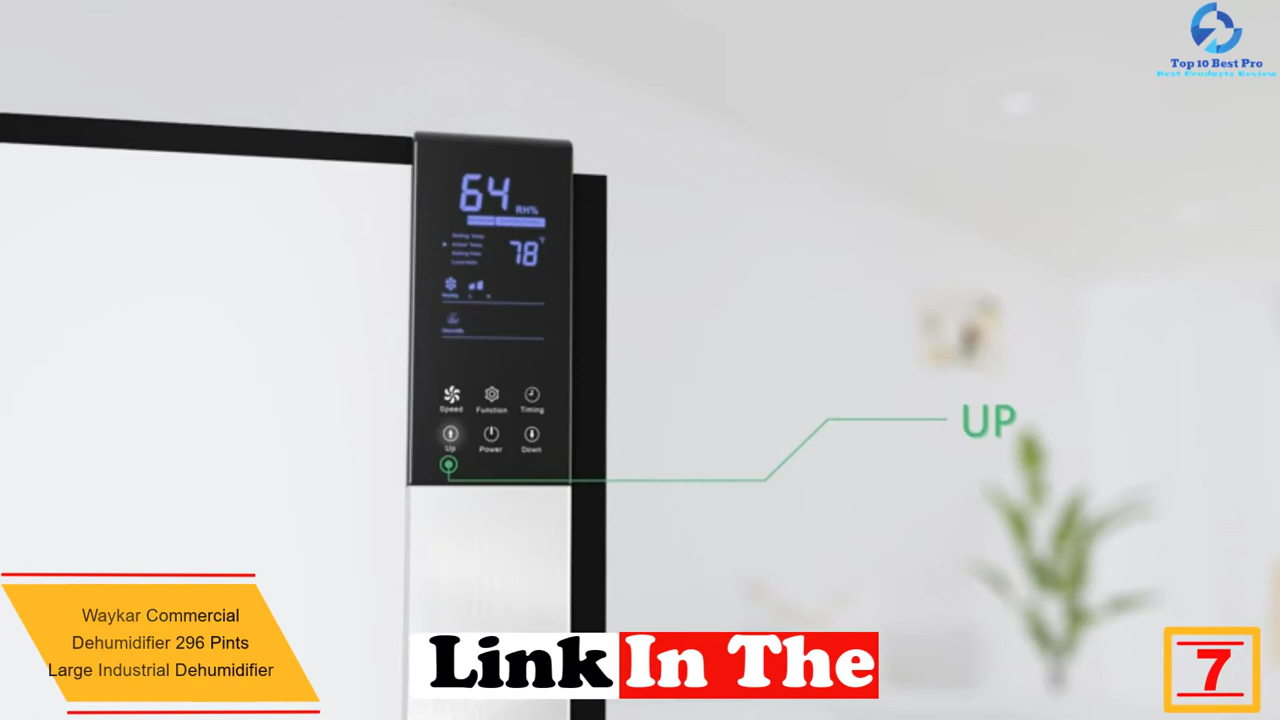 Top 10 Best Pro
Best Products Review
64 RH%
78
Speed Function Timing
Up Power Down
UP
Waykar Commercial
Dehumidifier 296 Pints
Large Industrial Dehumidifier
Link In The
7